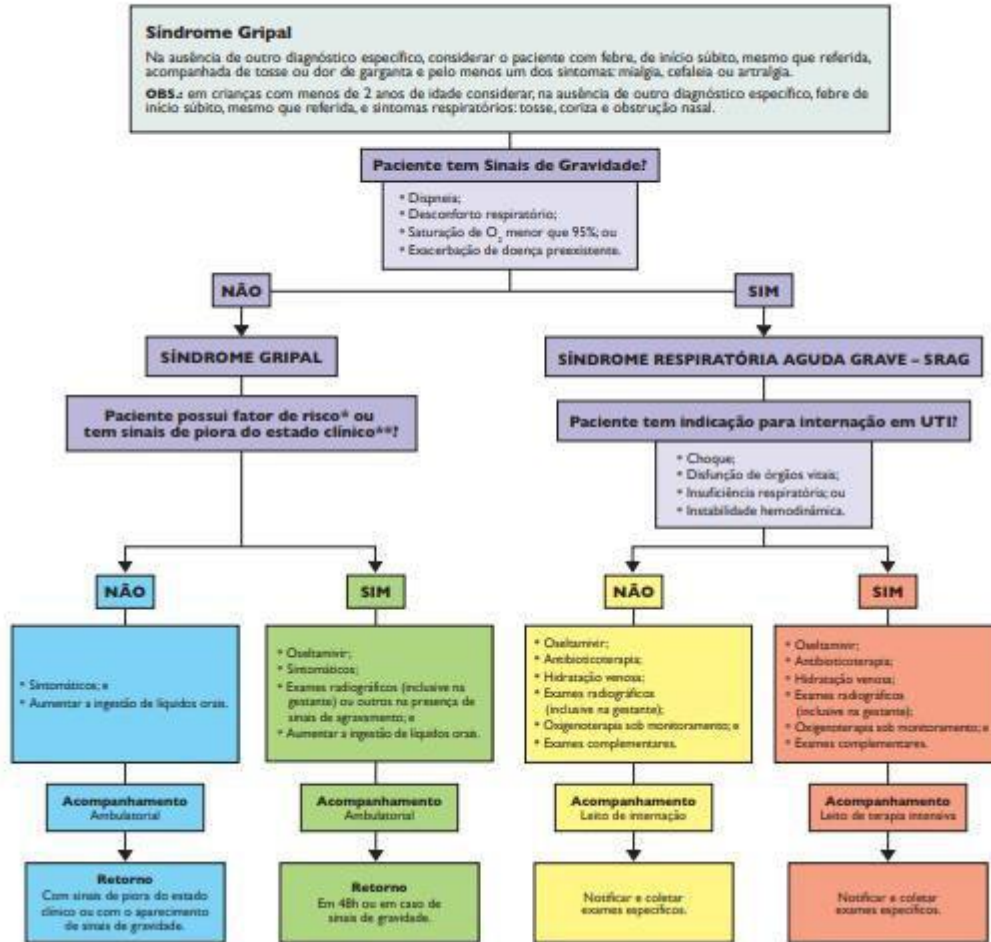 Síndrome Gripal
Na ausência de outro diagnóstico específico, considerar o paciente com febre, de início súbito, mesmo que referida,
acompanhada de tosse ou dor de garganta e pelo menos um dos sintomas: mialgia, cefaleia ou artralgia.
OBS.: em crianças com menos de 2 anos de idade considerar, na ausência de outro diagnóstico específico, febre de
início súbito, mesmo que referida, e sintomas respiratórios: tosse, coriza e obstrução nasal.
Paciente tem Sinais de Gravidade?
* Dispneia;
* Desconforto respiratório;
* Saturação de O2 menor que 95%; ou
* Exacerbação de doença preexistente.
NÃO
SIM
SÍNDROME GRIPAL
SÍNDROME RESPIRATÓRIA AGUDA GRAVE – SRAG
Paciente possui fator de risco* ou
tem sinais de piora do estado clínico**?
Paciente tem indicação para internação em UTI?
* Choque;
* Disfunção de órgãos vitais;
* Insuficiência respiratória; ou
* Instabilidade hemodinâmica.
NÃO
SIM
NÃO
SIM
* Sintomáticos; e
* Aumentar a ingestão de líquidos orais.
* Oseltamivir;
* Sintomáticos;
* Exames radiográficos (inclusive na
gestante) ou outros na presença de
sinais de agravamento; e
* Aumentar a ingestão de líquidos orais.
* Oseltamivir;
* Antibioticoterapia;
* Hidratação venosa;
* Exames radiográficos
(inclusive na gestante);
* Oxigenoterapia sob monitoramento; e
* Exames complementares.
* Oseltamivir;
* Antibioticoterapia;
* Hidratação venosa;
* Exames radiográficos
(inclusive na gestante);
* Oxigenoterapia sob monitoramento; e
* Exames complementares.
Acompanhamento
Ambulatorial
Acompanhamento
Ambulatorial
Acompanhamento
Leito de internação
Acompanhamento
Leito de terapia intensiva
Retorno
Com sinais de piora do estado
clínico ou com o aparecimento
de sinais de gravidade.
Retorno
Em 48h ou em caso de
sinais de gravidade.
Notificar e coletar
exames específicos.
Notificar e coletar
exames específicos.